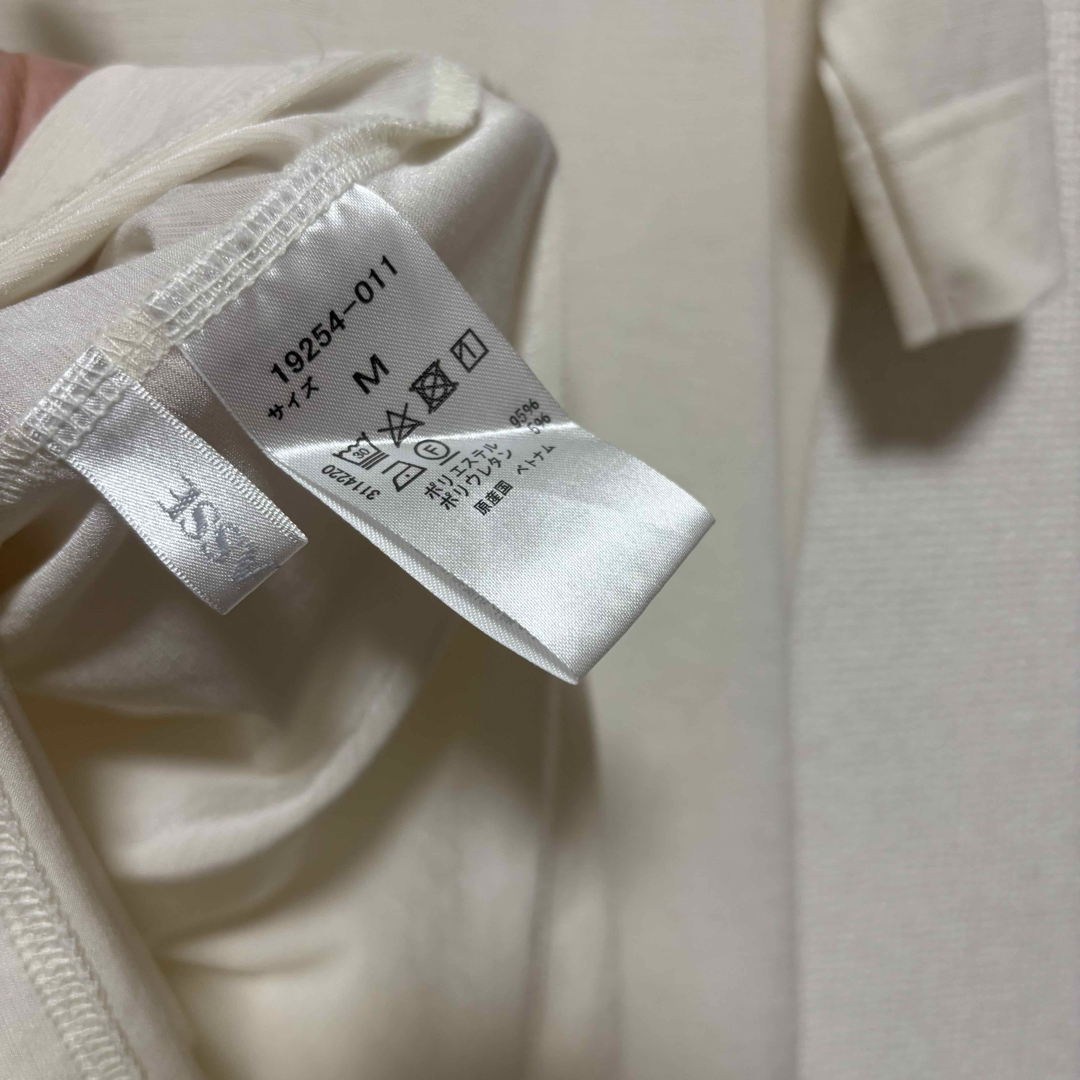 19254-011
サイズ M
30
F
3114220
ポリエステル 95%
ポリウレタン 5%
原産国 ベトナム